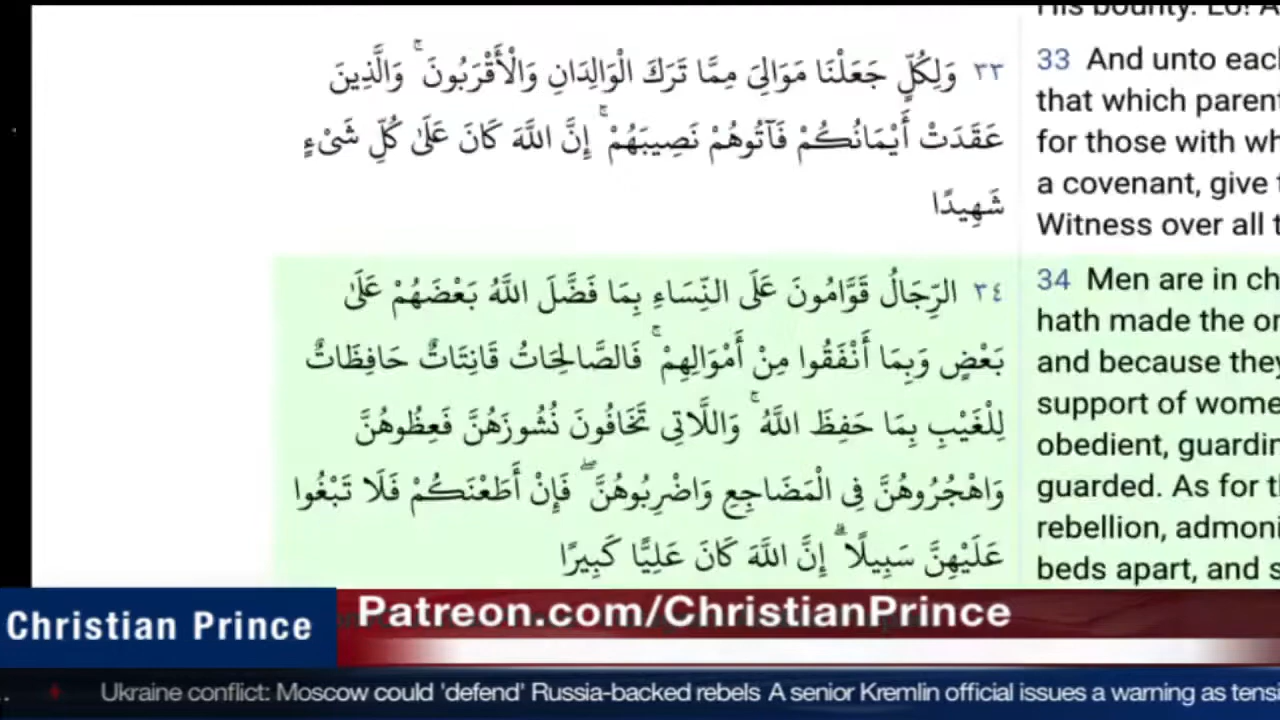 ٣٣ وَلِكُلٍّ جَعَلْنَا مَوَالِىَ مِمَّا تَرَكَ الْوَالِدَانِ وَالْأَقْرَبُونَ ۚ وَالَّذِينَ
عَقَدَتْ أَيْمَانُكُمْ فَآتُوهُمْ نَصِيبَهُمْ ۚ إِنَّ اللَّهَ كَانَ عَلَىٰ كُلِّ شَىْءٍ
شَهِيدًا
٣٤ الرِّجَالُ قَوَّامُونَ عَلَى النِّسَاءِ بِمَا فَضَّلَ اللَّهُ بَعْضَهُمْ عَلَىٰ
بَعْضٍ وَبِمَا أَنْفَقُوا مِنْ أَمْوَالِهِمْ ۚ فَالصَّالِحَاتُ قَانِتَاتٌ حَافِظَاتٌ
لِلْغَيْبِ بِمَا حَفِظَ اللَّهُ ۚ وَاللَّاتِى تَخَافُونَ نُشُوزَهُنَّ فَعِظُوهُنَّ
وَاهْجُرُوهُنَّ فِى الْمَضَاجِعِ وَاضْرِبُوهُنَّ ۖ فَإِنْ أَطَعْنَكُمْ فَلَا تَبْغُوا
عَلَيْهِنَّ سَبِيلًا ۗ إِنَّ اللَّهَ كَانَ عَلِيًّا كَبِيرًا
His bounty. Lo! A
33 And unto eac
that which paren
for those with w
a covenant, give
Witness over all
34 Men are in ch
hath made the o
and because they
support of wome
obedient, guardin
guarded. As for t
rebellion, admoni
beds apart, and s
Christian Prince
Patreon.com/ChristianPrince
Ukraine conflict: Moscow could 'defend' Russia-backed rebels A senior Kremlin official issues a warning as tensi